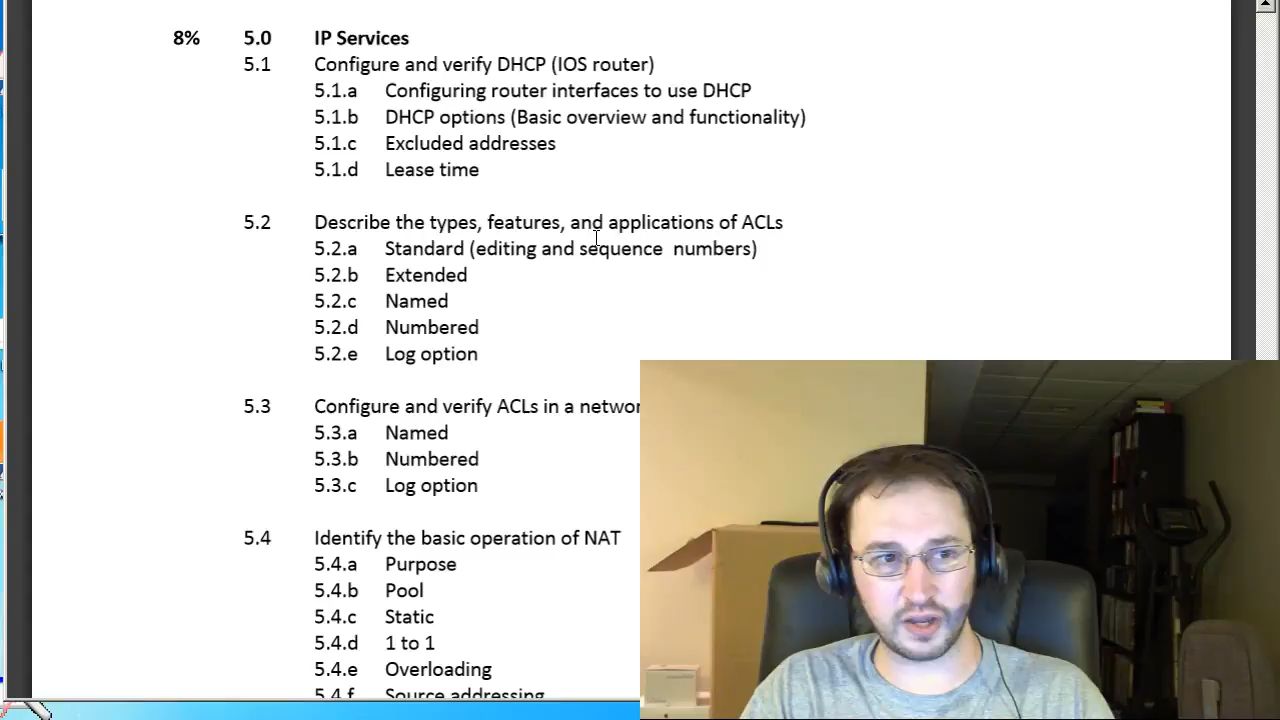 8% 5.0 IP Services
5.1 Configure and verify DHCP (IOS router)
5.1.a Configuring router interfaces to use DHCP
5.1.b DHCP options (Basic overview and functionality)
5.1.c Excluded addresses
5.1.d Lease time
5.2 Describe the types, features, and applications of ACLs
5.2.a Standard (editing and sequence numbers)
5.2.b Extended
5.2.c Named
5.2.d Numbered
5.2.e Log option
5.3 Configure and verify ACLs in a networ
5.3.a Named
5.3.b Numbered
5.3.c Log option
5.4 Identify the basic operation of NAT
5.4.a Purpose
5.4.b Pool
5.4.c Static
5.4.d 1 to 1
5.4.e Overloading
5.4.f Source addressing